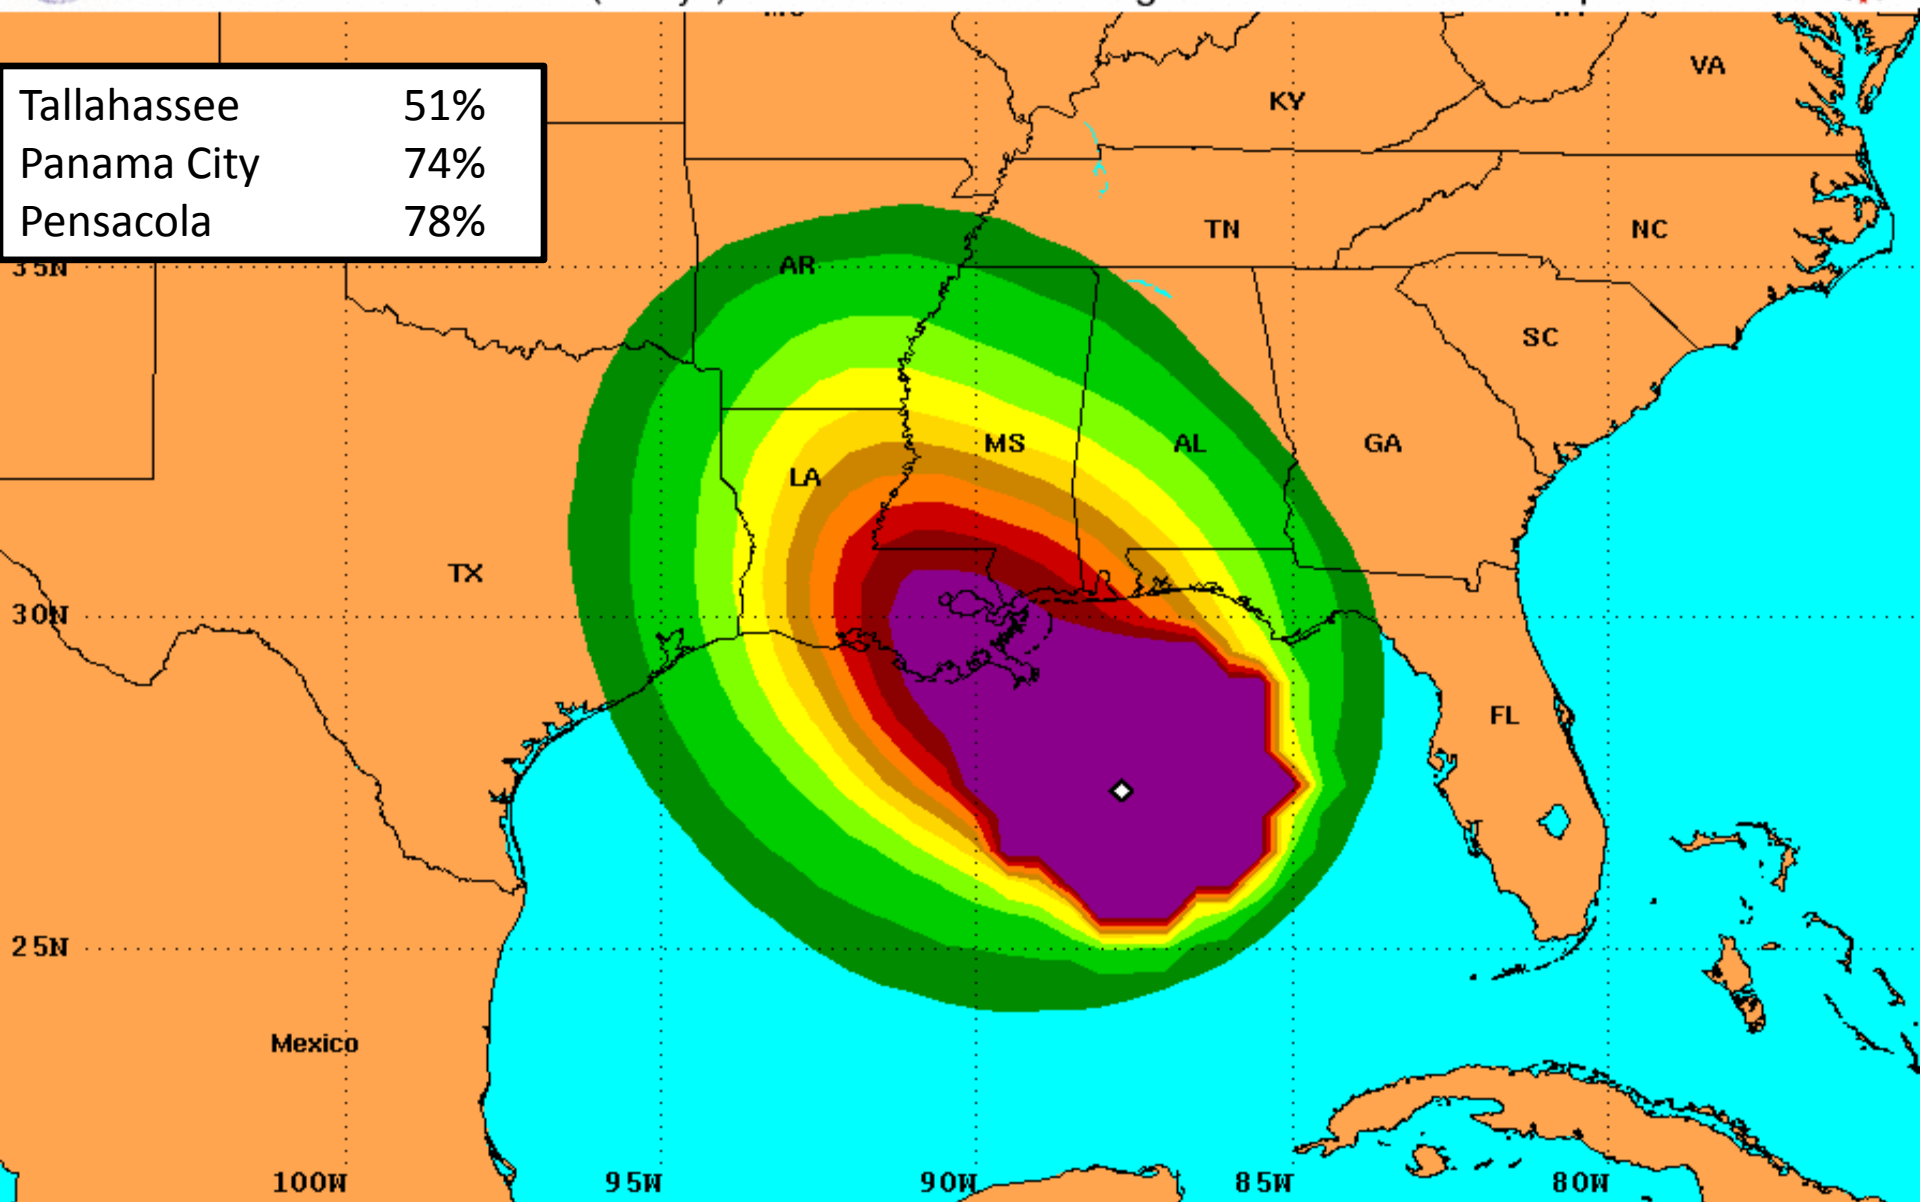 Tallahassee 51%
Panama City 74%
Pensacola 78%
VA
KY
TN
NC
35N
AR
SC
MS
AL
GA
LA
TX
30N
FL
25N
Mexico
100W
95W
90W
85W
80W